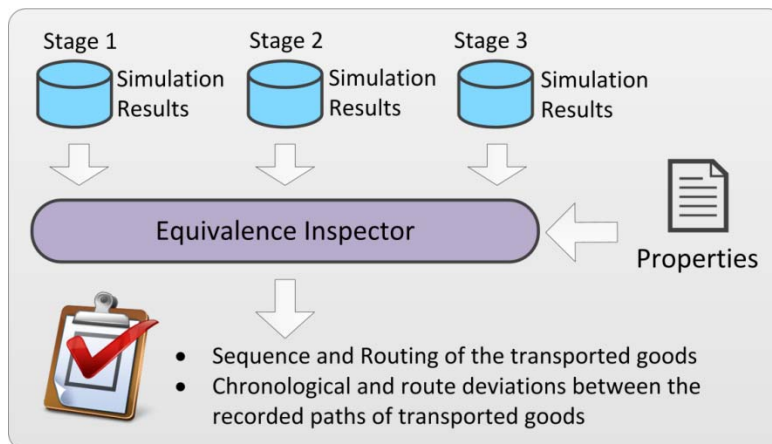 Stage 1
Stage 2
Stage 3
Simulation
Results
Simulation
Results
Simulation
Results
Equivalence Inspector
Properties
• Sequence and Routing of the transported goods
• Chronological and route deviations between the
recorded paths of transported goods